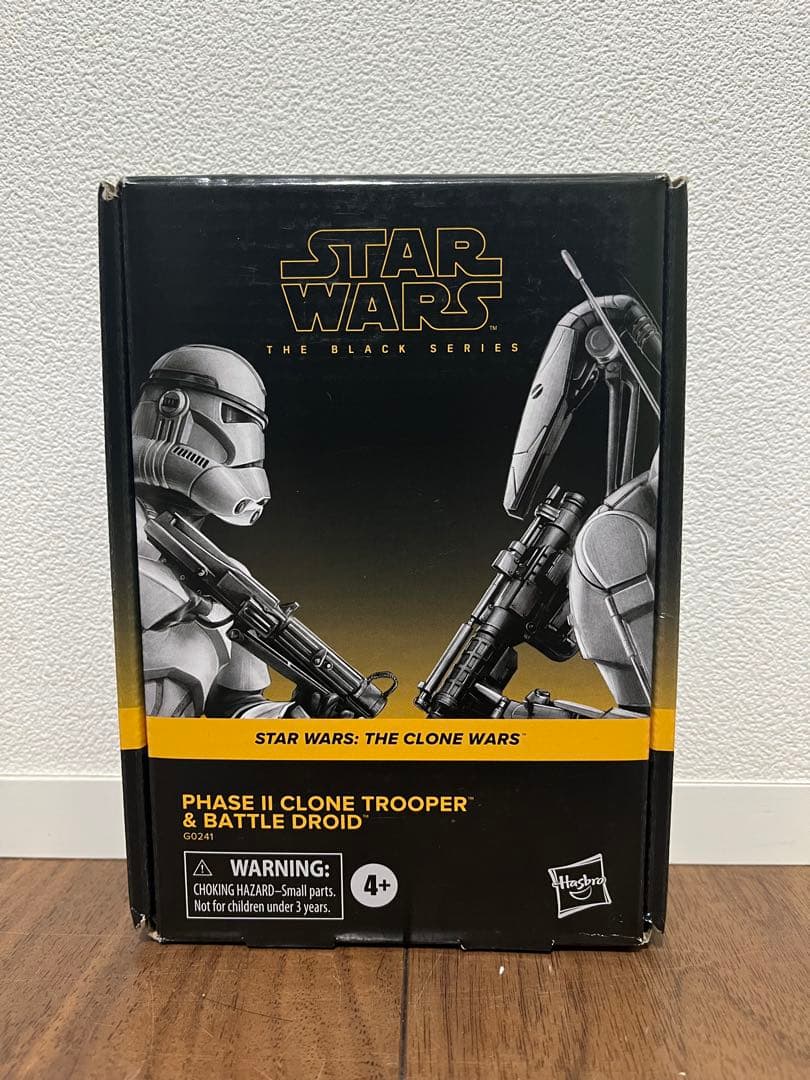 STAR
WARS™
THE BLACK SERIES
STAR WARS: THE CLONE WARS™
PHASE II CLONE TROOPER™
& BATTLE DROID™
G0241
WARNING:
CHOKING HAZARD–Small parts.
Not for children under 3 years.
4+
Hasbro